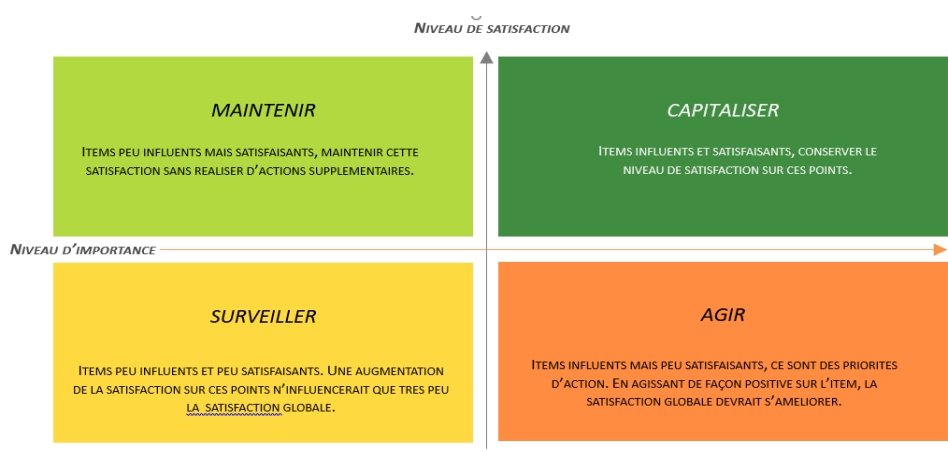 NIVEAU DE SATISFACTION
MAINTENIR
ITEMS PEU INFLUENTS MAIS SATISFAISANTS, MAINTENIR CETTE
SATISFACTION SANS REALISER D'ACTIONS SUPPLEMENTAIRES.
CAPITALISER
ITEMS INFLUENTS ET SATISFAISANTS, CONSERVER LE
NIVEAU DE SATISFACTION SUR CES POINTS.
NIVEAU D'IMPORTANCE
SURVEILLER
ITEMS PEU INFLUENTS ET PEU SATISFAISANTS. UNE AUGMENTATION
DE LA SATISFACTION SUR CES POINTS N'INFLUENCERAIT QUE TRES PEU
LA SATISFACTION GLOBALE.
AGIR
ITEMS INFLUENTS MAIS PEU SATISFAISANTS, CE SONT DES PRIORITES
D'ACTION. EN AGISSANT DE FAÇON POSITIVE SUR L'ITEM, LA
SATISFACTION GLOBALE DEVRAIT S'AMELIORER.